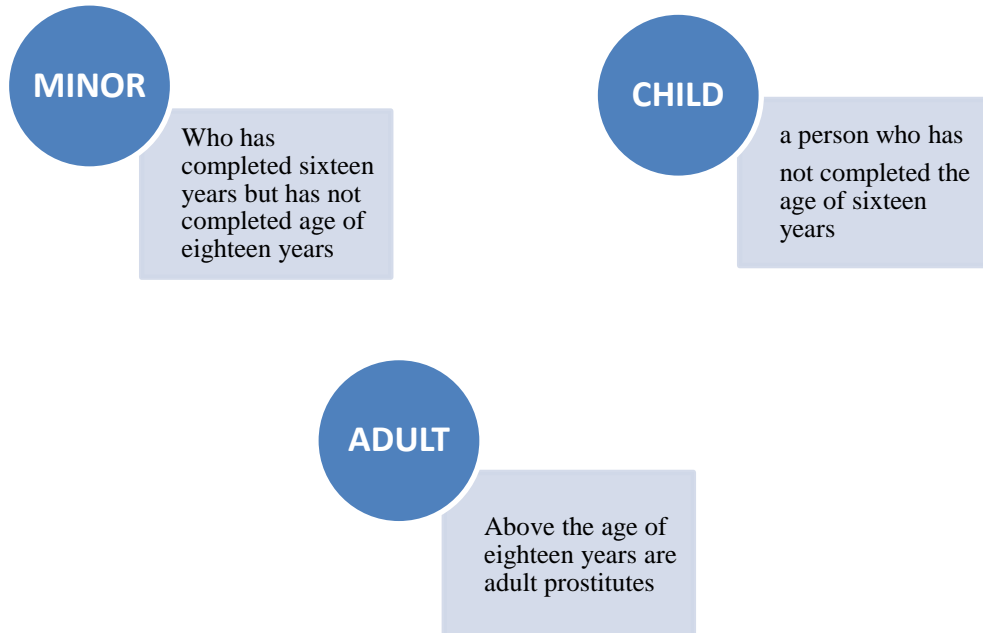 MINOR
Who has
completed sixteen
years but has not
completed age of
eighteen years
CHILD
a person who has
not completed the
age of sixteen
years
ADULT
Above the age of
eighteen years are
adult prostitutes